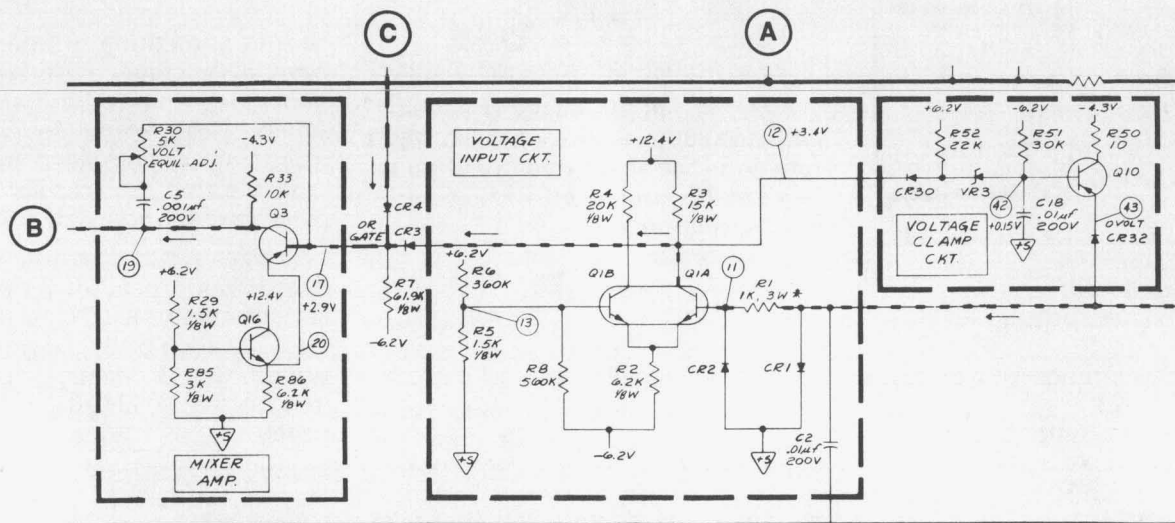 C
A
B
R30
5K
VOLT
EQUIL. ADJ.
-4.3V
R33
10K
C5
.001μf
200V
Q3
19
17
+2.9V
+6.2V
R29
1.5K
1/8W
+12.4V
Q16
20
R85
3K
1/8W
R86
6.2K
1/8W
+S
MIXER
AMP.
OR
GATE
CR4
CR3
R7
61.9K
1/8W
-6.2V
VOLTAGE
INPUT CKT.
+12.4V
12
+3.4V
R4
20K
1/8W
R3
15K
1/8W
+6.2V
R6
360K
13
R5
1.5K
1/8W
+S
Q1B
Q1A
11
R1
1K, 3W*
R8
560K
R2
6.2K
1/8W
-6.2V
CR2
CR1
+S
C2
.01μf
200V
+6.2V
-6.2V
-4.3V
R52
22K
R51
30K
R50
10
Q10
CR30
VR3
42
+0.15V
C18
.01μf
200V
+S
43
0 VOLT
CR32
VOLTAGE
CLAMP
CKT.